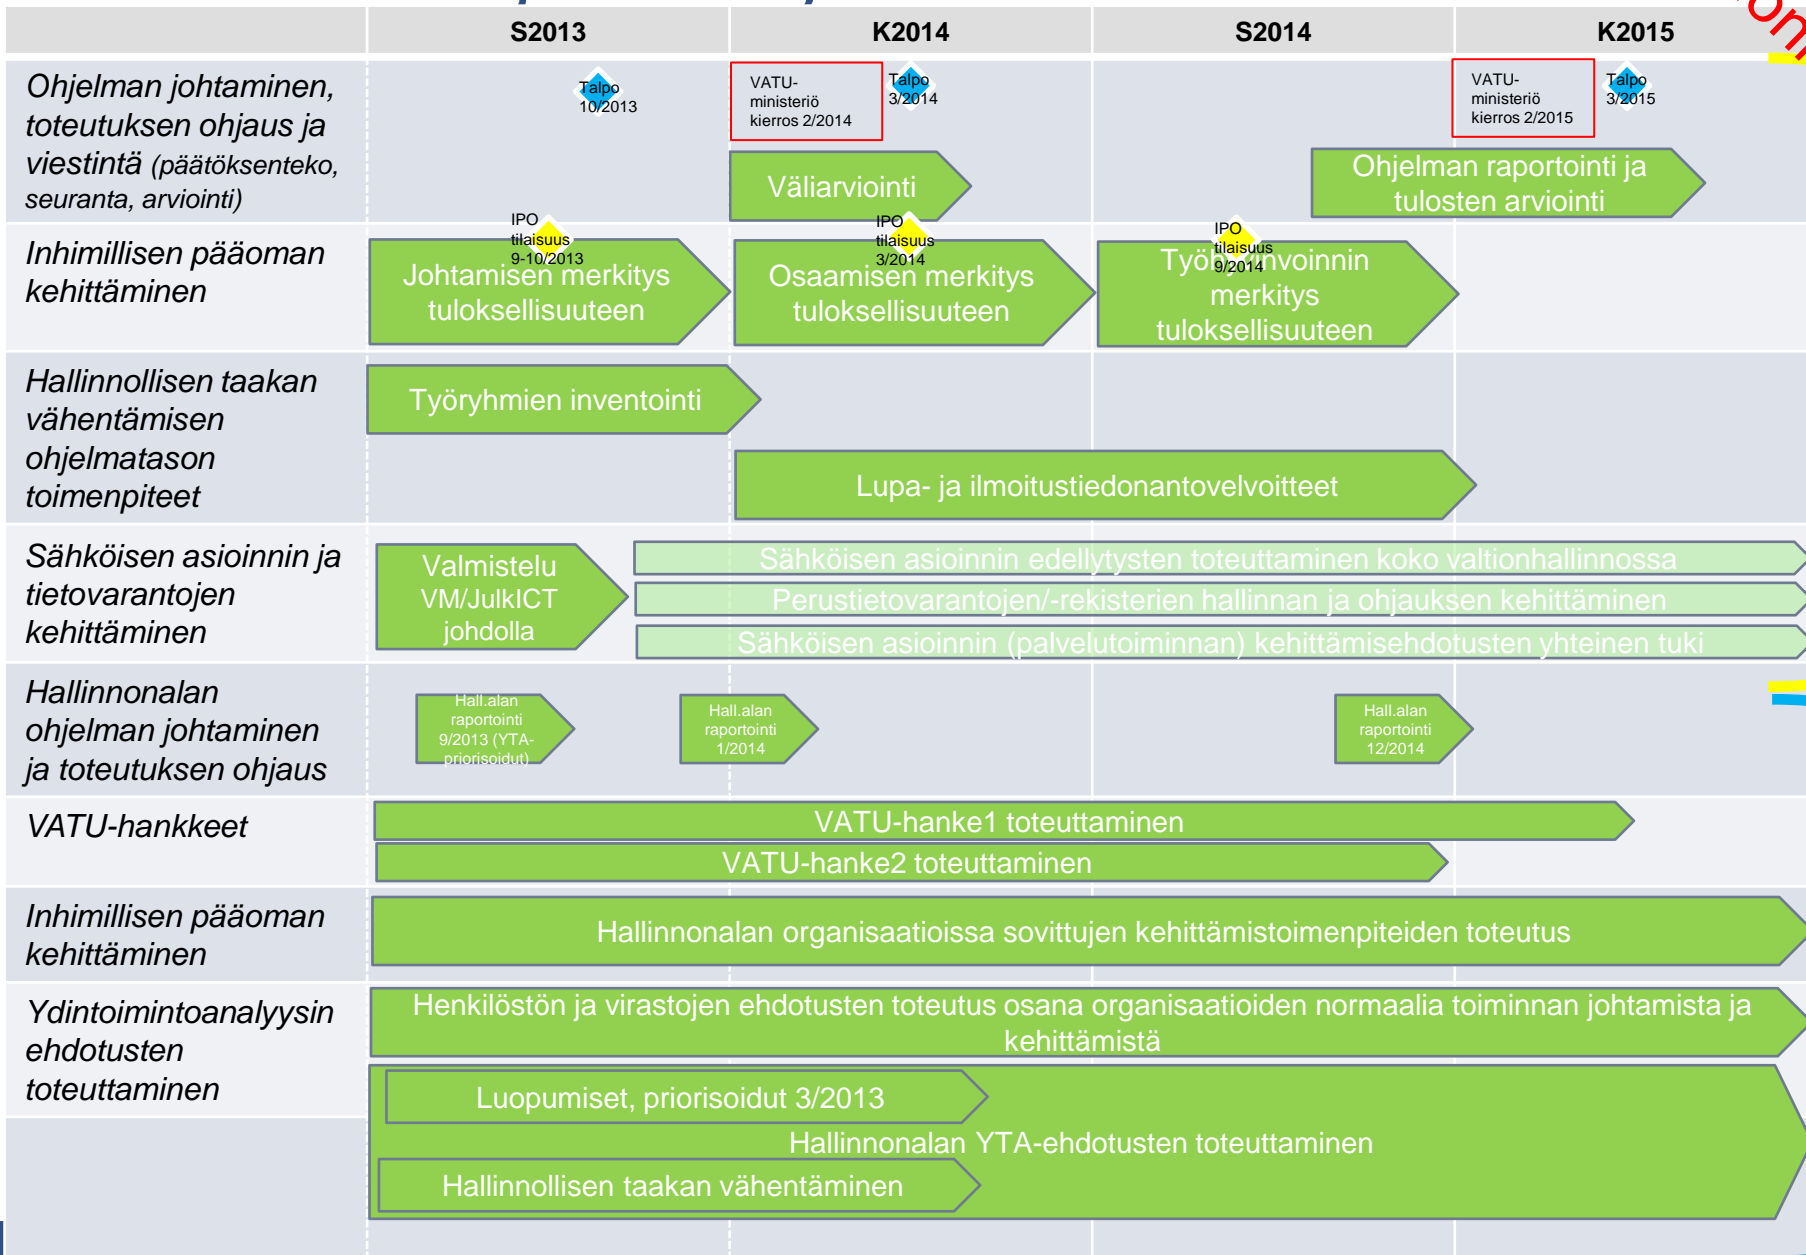 S2013
K2014
S2014
K2015
Ohjelman johtaminen,
toteutuksen ohjaus ja
viestintä (päätöksenteko,
seuranta, arviointi)
Talpo
10/2013
VATU-
ministeriö
kierros 2/2014
Talpo
3/2014
VATU-
ministeriö
kierros 2/2015
Talpo
3/2015
Väliarviointi
Ohjelman raportointi ja
tulosten arviointi
Inhimillisen pääoman
kehittäminen
IPO
tilaisuus
9-10/2013
Johtamisen merkitys
tuloksellisuuteen
IPO
tilaisuus
3/2014
Osaamisen merkitys
tuloksellisuuteen
IPO
tilaisuus
9/2014
Työhyvinvoinnin
merkitys
tuloksellisuuteen
Hallinnollisen taakan
vähentämisen
ohjelmatason
toimenpiteet
Työryhmien inventointi
Lupa- ja ilmoitustiedonantovelvoitteet
Sähköisen asioinnin ja
tietovarantojen
kehittäminen
Valmistelu
VM/JulkICT
johdolla
Sähköisen asioinnin edellytysten toteuttaminen koko valtionhallinnossa
Perustietovarantojen/-rekisterien hallinnan ja ohjauksen kehittäminen
Sähköisen asioinnin (palvelutoiminnan) kehittämisehdotusten yhteinen tuki
Hallinnonalan
ohjelman johtaminen
ja toteutuksen ohjaus
Hall.alan
raportointi
9/2013 (YTA-
priorisoidut)
Hall.alan
raportointi
1/2014
Hall.alan
raportointi
12/2014
VATU-hankkeet
VATU-hanke1 toteuttaminen
VATU-hanke2 toteuttaminen
Inhimillisen pääoman
kehittäminen
Hallinnonalan organisaatioissa sovittujen kehittämistoimenpiteiden toteutus
Ydintoimintoanalyysin
ehdotusten
toteuttaminen
Henkilöstön ja virastojen ehdotusten toteutus osana organisaatioiden normaalia toiminnan johtamista ja
kehittämistä
Luopumiset, priorisoidut 3/2013
Hallinnonalan YTA-ehdotusten toteuttaminen
Hallinnollisen taakan vähentäminen